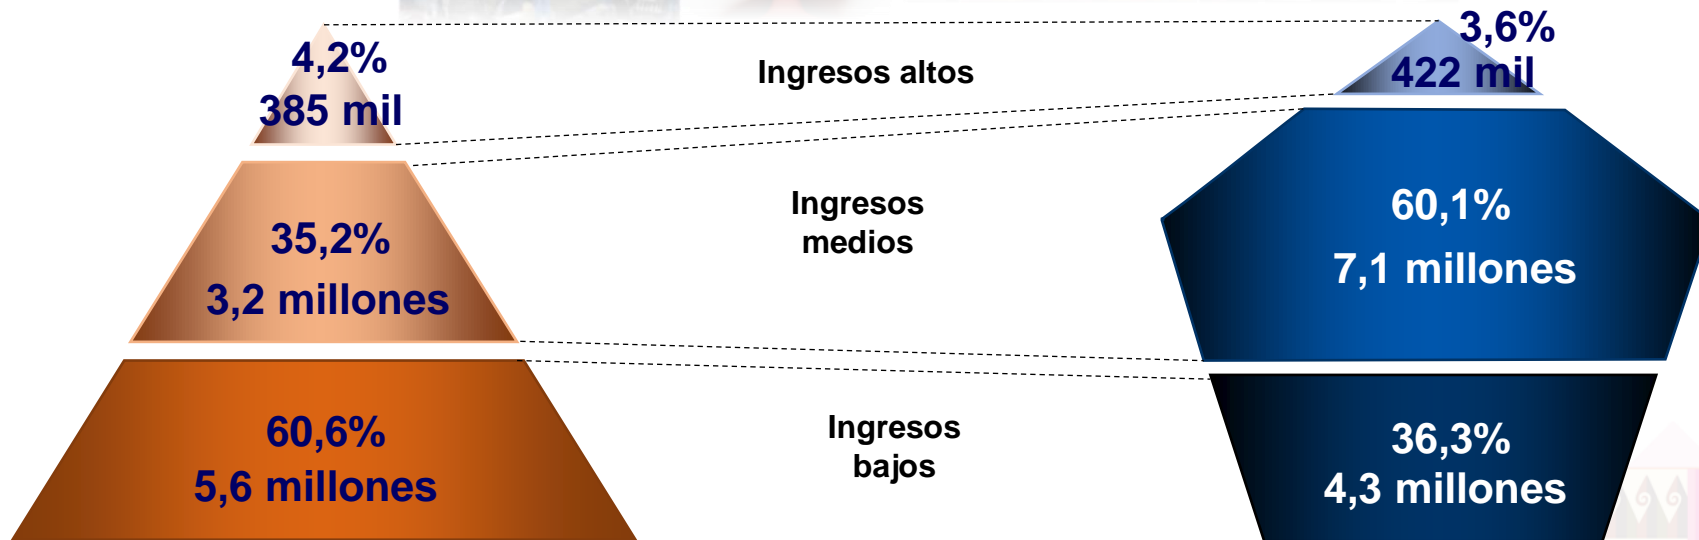 4,2%
385 mil
Ingresos altos
3,6%
422 mil
35,2%
3,2 millones
Ingresos
medios
60,1%
7,1 millones
60,6%
5,6 millones
Ingresos
bajos
36,3%
4,3 millones